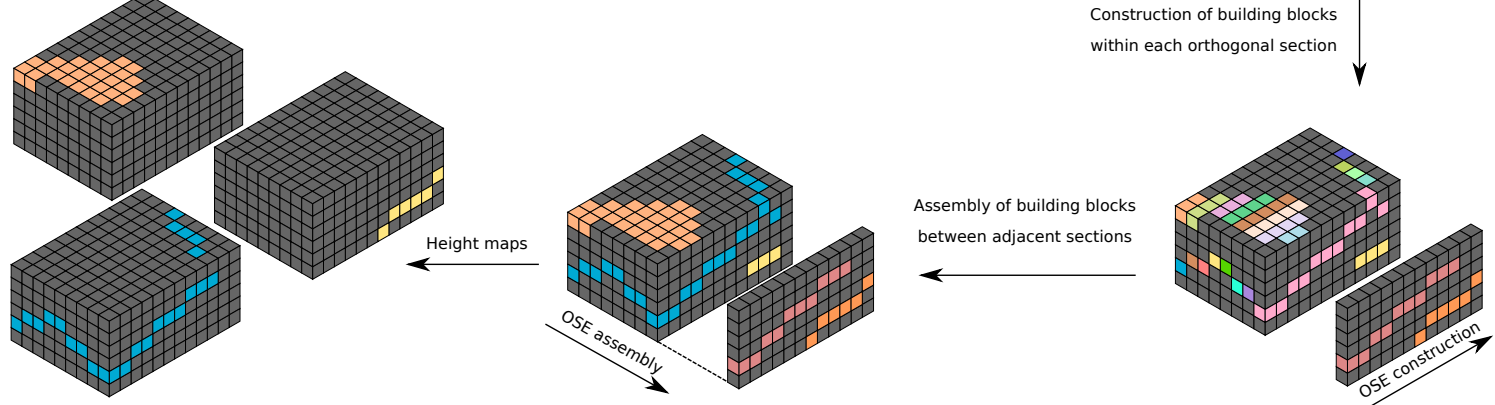 Construction of building blocks
within each orthogonal section
Assembly of building blocks
between adjacent sections
Height maps
OSE assembly
OSE construction